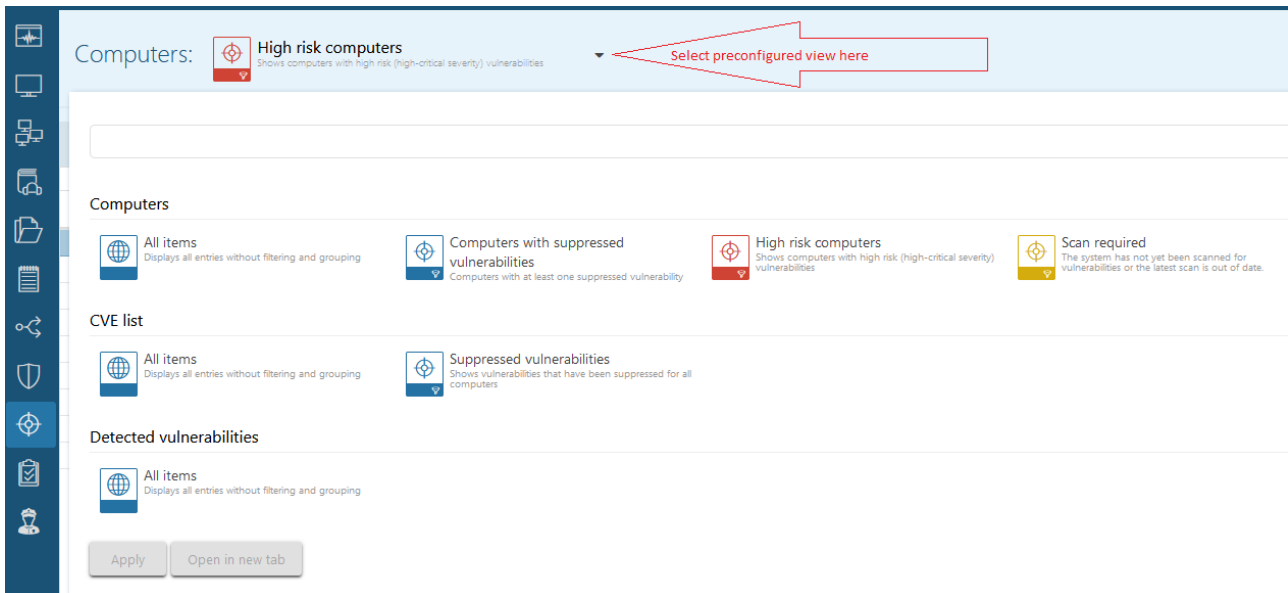 Computers:
High risk computers
Shows computers with high risk (high-critical severity) vulnerabilities
Select preconfigured view here
Computers
All items
Displays all entries without filtering and grouping
Computers with suppressed
vulnerabilities
Computers with at least one suppressed vulnerability
High risk computers
Shows computers with high risk (high-critical severity)
vulnerabilities
Scan required
The system has not yet been scanned for
vulnerabilities or the latest scan is out of date.
CVE list
All items
Displays all entries without filtering and grouping
Suppressed vulnerabilities
Shows vulnerabilities that have been suppressed for all
computers
Detected vulnerabilities
All items
Displays all entries without filtering and grouping
Apply
Open in new tab